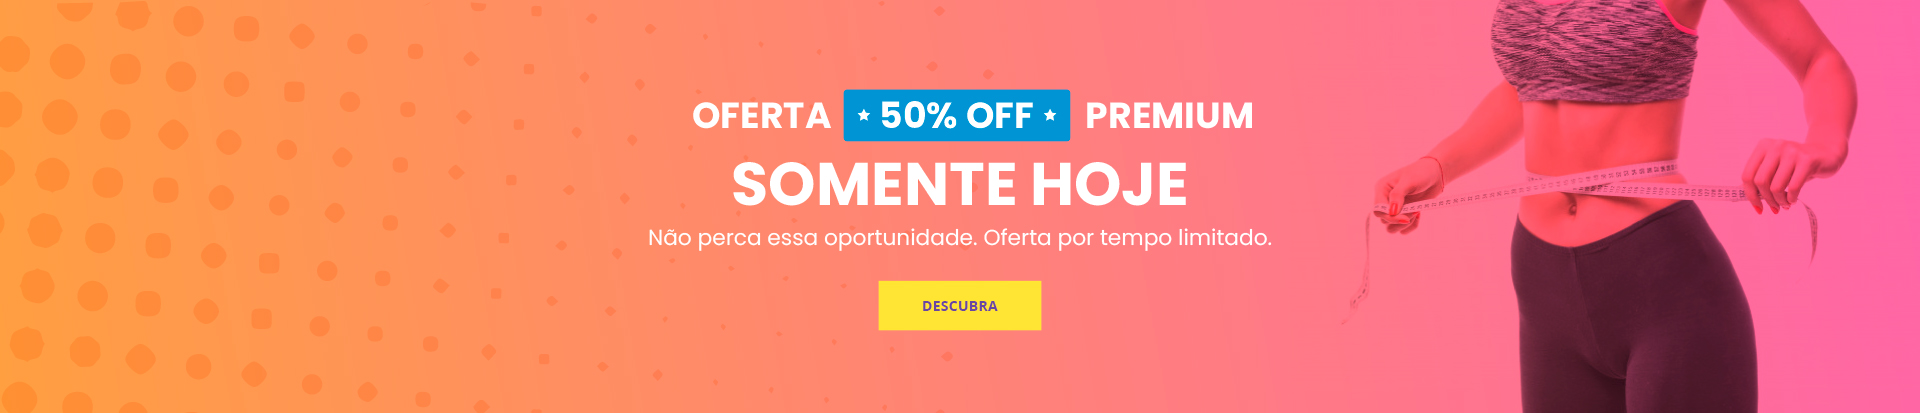 OFERTA ★ 50% OFF ★ PREMIUM
SOMENTE HOJE
Não perca essa oportunidade. Oferta por tempo limitado.
DESCUBRA